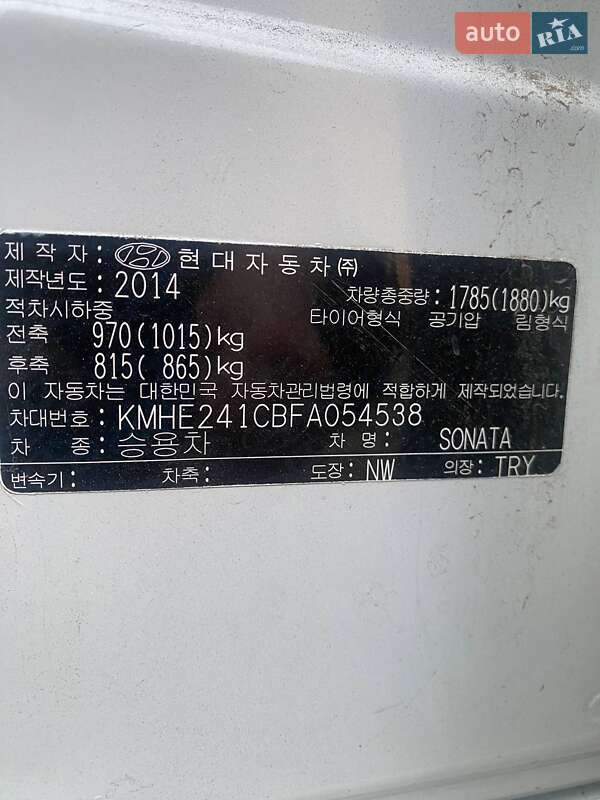 auto RIA.com
제 작 자: 현대자동차㈜
제작년도: 2014 차량총중량: 1785(1880)kg
적차시하중 타이어형식 공기압 림형식
전축 970(1015)kg
후축 815( 865)kg
이 자동차는 대한민국 자동차관리법령에 적합하게 제작되었습니다.
차대번호: KMHE241CBFA054538
차 종: 승용차 차 명: SONATA
변속기: 차축: 도장: NW 의장: TRY